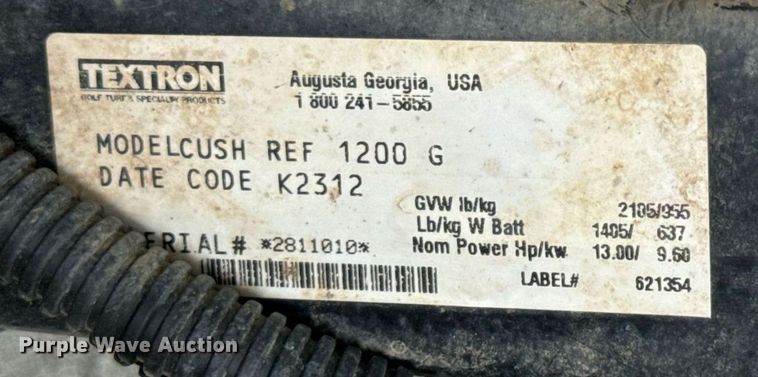 TEXTRON
GOLF TURF & SPECIALTY PRODUCTS
Augusta Georgia, USA
1 800 241-5855
MODELCUSH REF 1200 G
DATE CODE K2312
ERIAL# *2811010*
GVW lb/kg 2105/955
Lb/kg W Batt 1405/ 637
Nom Power Hp/kw 13.00/ 9.60
LABEL# 621354
Purple Wave Auction